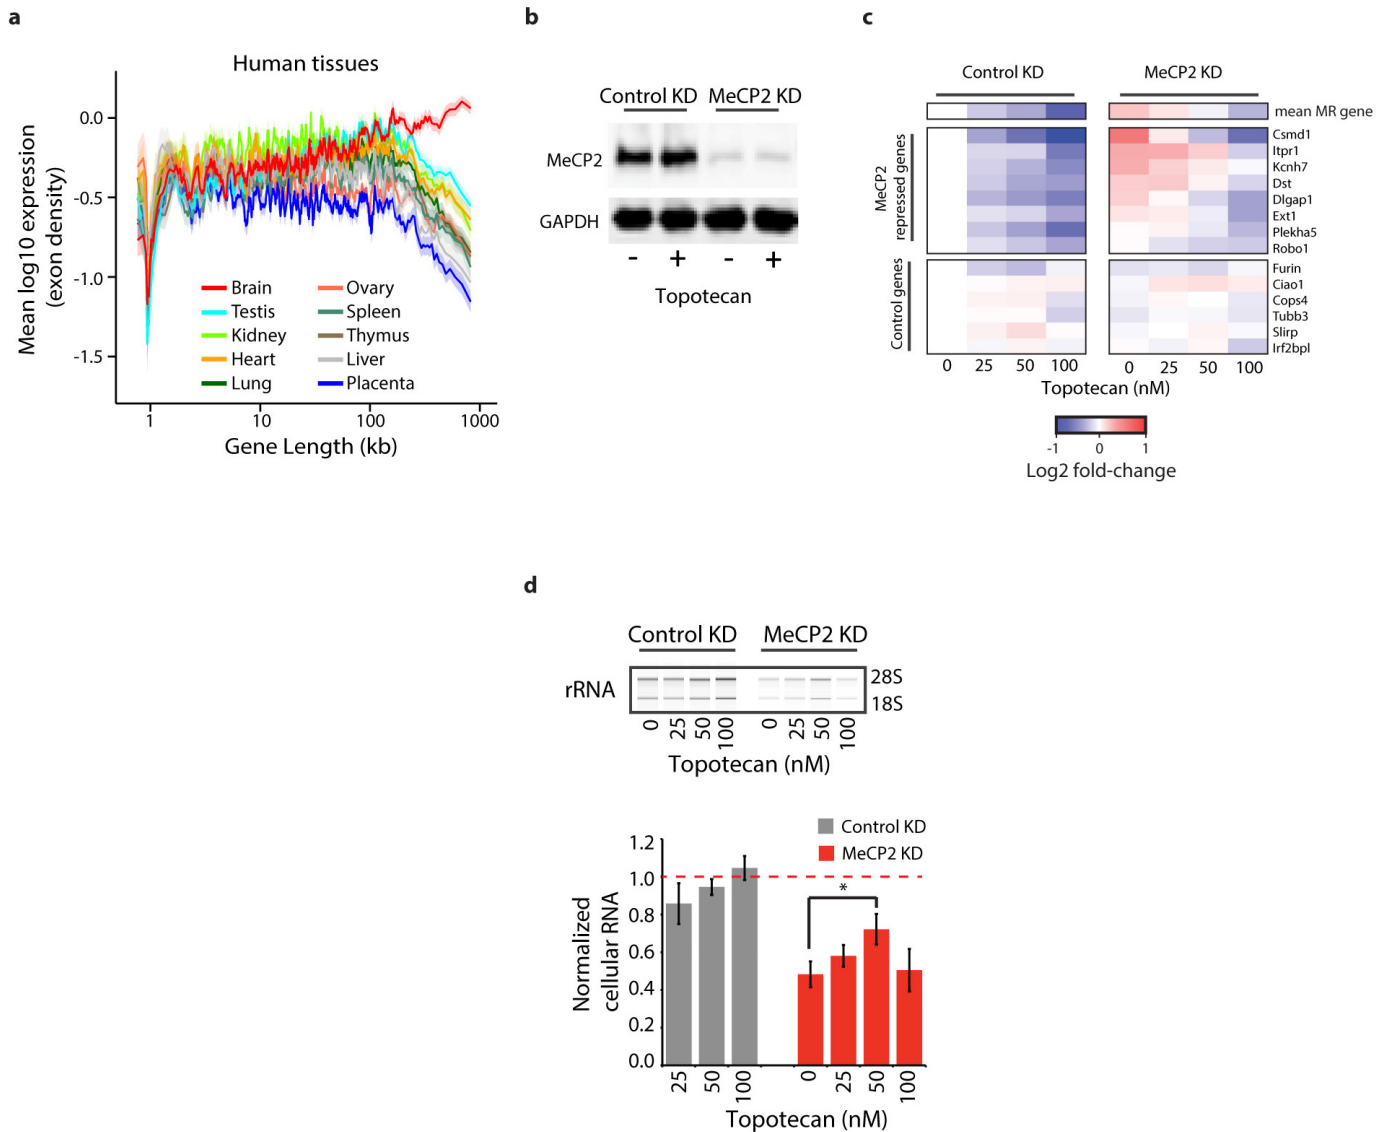 a
Human tissues
Mean log10 expression
(exon density)
0.0
-0.5
-1.0
-1.5
Brain
Testis
Kidney
Heart
Lung
Ovary
Spleen
Thymus
Liver
Placenta
1 10 100 1000
Gene Length (kb)
b
Control KD MeCP2 KD
MeCP2
GAPDH
- + - +
Topotecan
c
Control KD MeCP2 KD
mean MR gene
MeCP2
repressed genes
Csmd1
Itpr1
Kcnh7
Dst
Dlgap1
Ext1
Plekha5
Robo1
Control genes
Furin
Ciao1
Cops4
Tubb3
Slirp
Irf2bpl
0 25 50 100 0 25 50 100
Topotecan (nM)
-1 0 1
Log2 fold-change
d
Control KD MeCP2 KD
rRNA
28S
18S
0 25 50 100 0 25 50 100
Topotecan (nM)
Control KD
MeCP2 KD
Normalized
cellular RNA
1.2
1.0
0.8
0.6
0.4
0.2
0.0
*
25 50 100 0 25 50 100
Topotecan (nM)